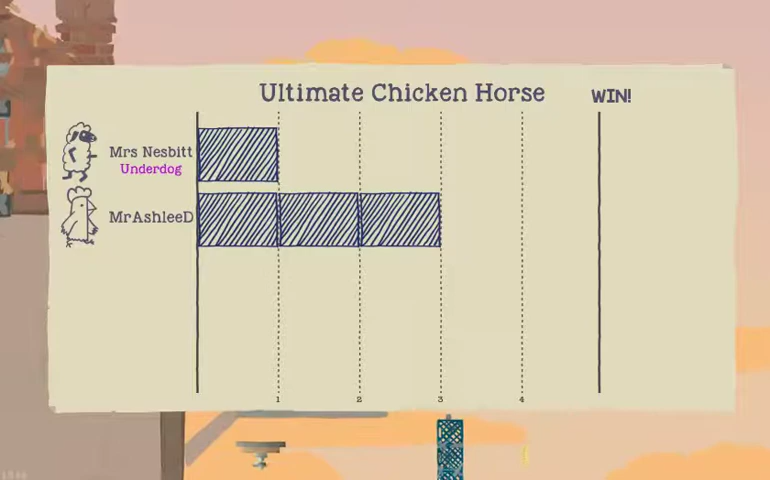 Ultimate Chicken Horse
WIN!
Mrs Nesbitt
Underdog
MrAshleeD
1 2 3 4